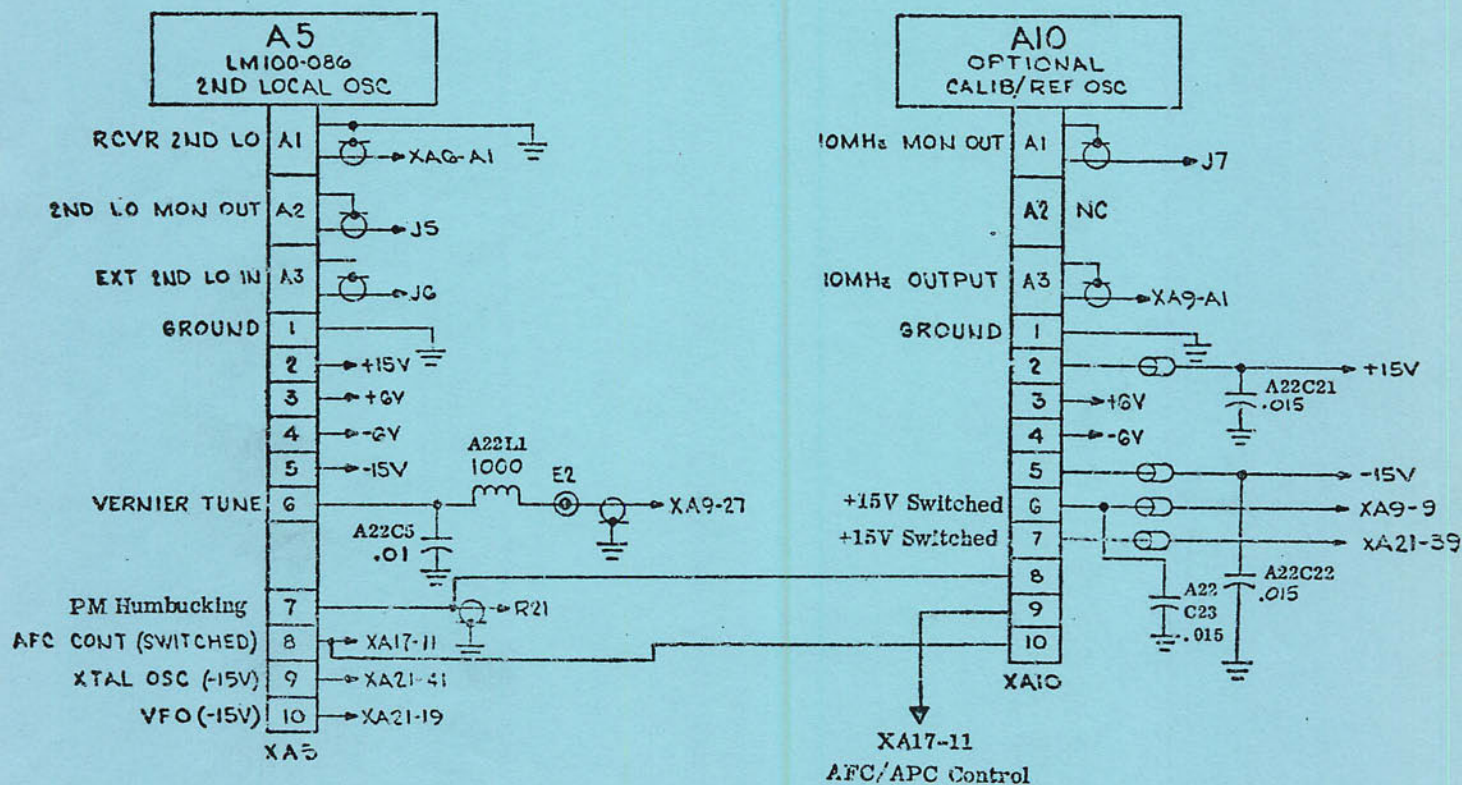 A5
LM100-086
2ND LOCAL OSC
RCVR 2ND LO A1 XA6-A1
2ND LO MON OUT A2 J5
EXT 2ND LO IN A3 J6
GROUND 1
2 +15V
3 +6V
4 -6V
5 -15V
A22L1
1000
E2
VERNIER TUNE 6 XA9-27
A22C5
.01
PM Humbucking 7 R21
AFC CONT (SWITCHED) 8 XA17-11
XTAL OSC (-15V) 9 XA21-41
VFO (-15V) 10 XA21-19
XA5
A10
OPTIONAL
CALIB/REF OSC
10MHz MON OUT A1 J7
A2 NC
10MHz OUTPUT A3 XA9-A1
GROUND 1
2 +15V
A22C21
.015
3 +6V
4 -6V
5 -15V
+15V Switched 6 XA9-9
+15V Switched 7 XA21-39
8
A22C22
.015
A22
C23
.015
9
10
XA10
XA17-11
AFC/APC Control